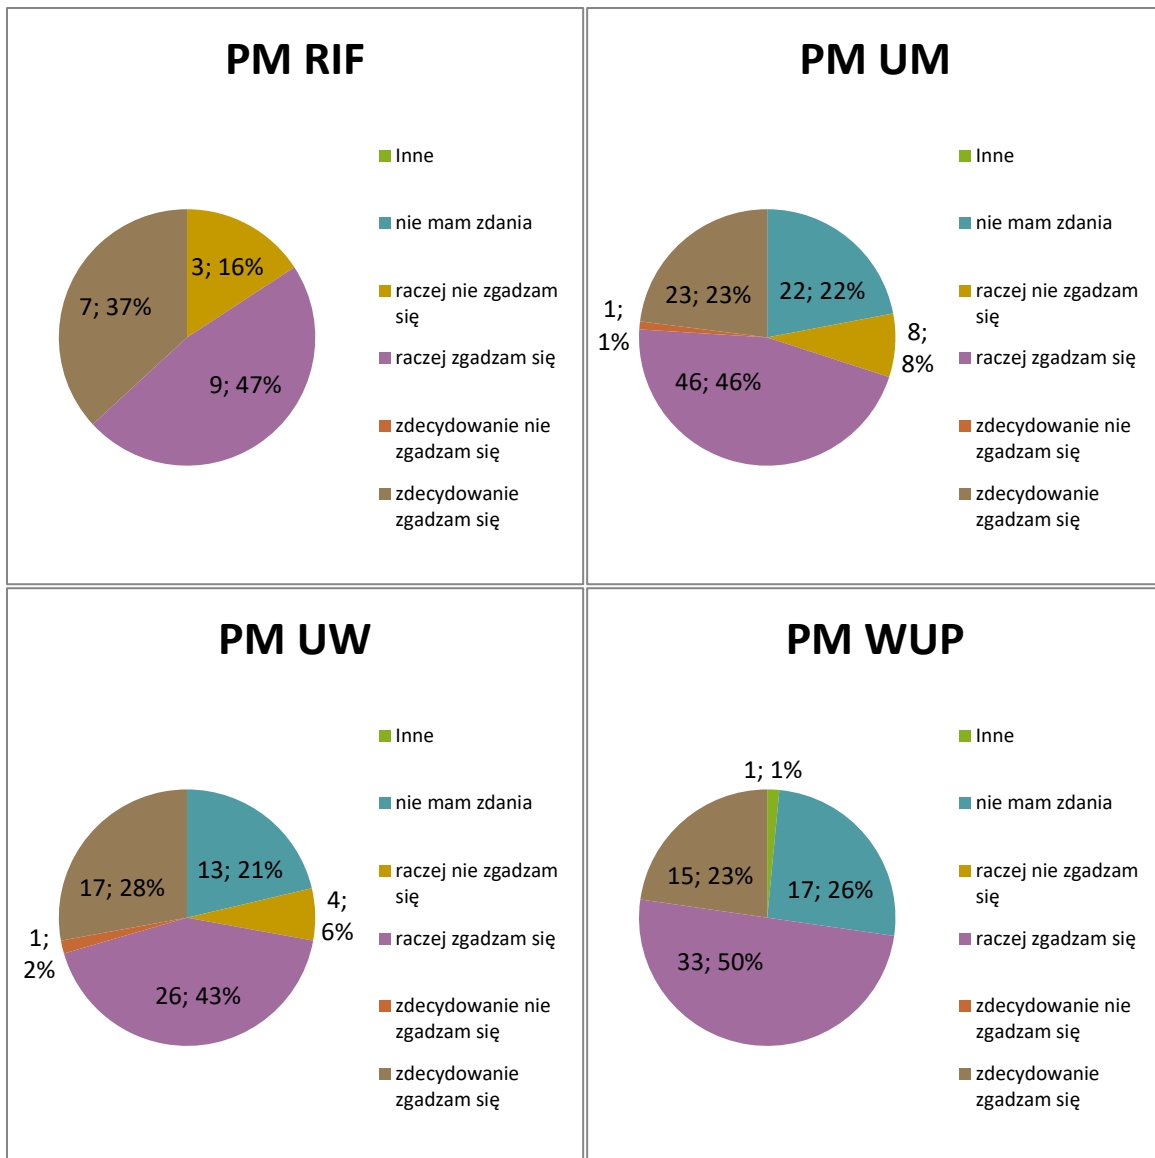 PM RIF
Inne
nie mam zdania
raczej nie zgadzam
się
raczej zgadzam się
zdecydowanie nie
zgadzam się
zdecydowanie
zgadzam się
3; 16%
7; 37%
9; 47%
PM UM
Inne
nie mam zdania
raczej nie zgadzam
się
raczej zgadzam się
zdecydowanie nie
zgadzam się
zdecydowanie
zgadzam się
23; 23%
22; 22%
1;
1%
8;
8%
46; 46%
PM UW
Inne
nie mam zdania
raczej nie zgadzam
się
raczej zgadzam się
zdecydowanie nie
zgadzam się
zdecydowanie
zgadzam się
13; 21%
17; 28%
4;
6%
1;
2%
26; 43%
PM WUP
Inne
nie mam zdania
raczej nie zgadzam
się
raczej zgadzam się
zdecydowanie nie
zgadzam się
zdecydowanie
zgadzam się
1; 1%
15; 23%
17; 26%
33; 50%